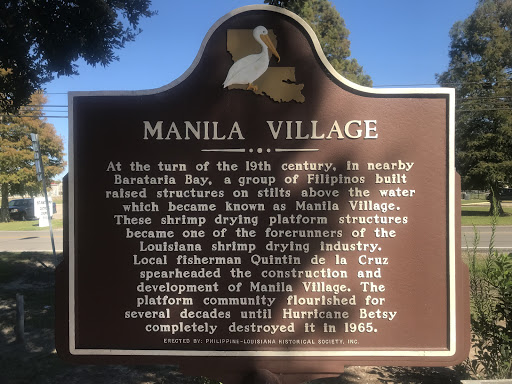 MANILA VILLAGE
At the turn of the 19th century, in nearby
Barataria Bay, a group of Filipinos built
raised structures on stilts above the water
which became known as Manila Village.
These shrimp drying platform structures
became one of the forerunners of the
Louisiana shrimp drying industry.
Local fisherman Quintin de la Cruz
spearheaded the construction and
development of Manila Village. The
platform community flourished for
several decades until Hurricane Betsy
completely destroyed it in 1965.
ERECTED BY: PHILIPPINE-LOUISIANA HISTORICAL SOCIETY, INC.